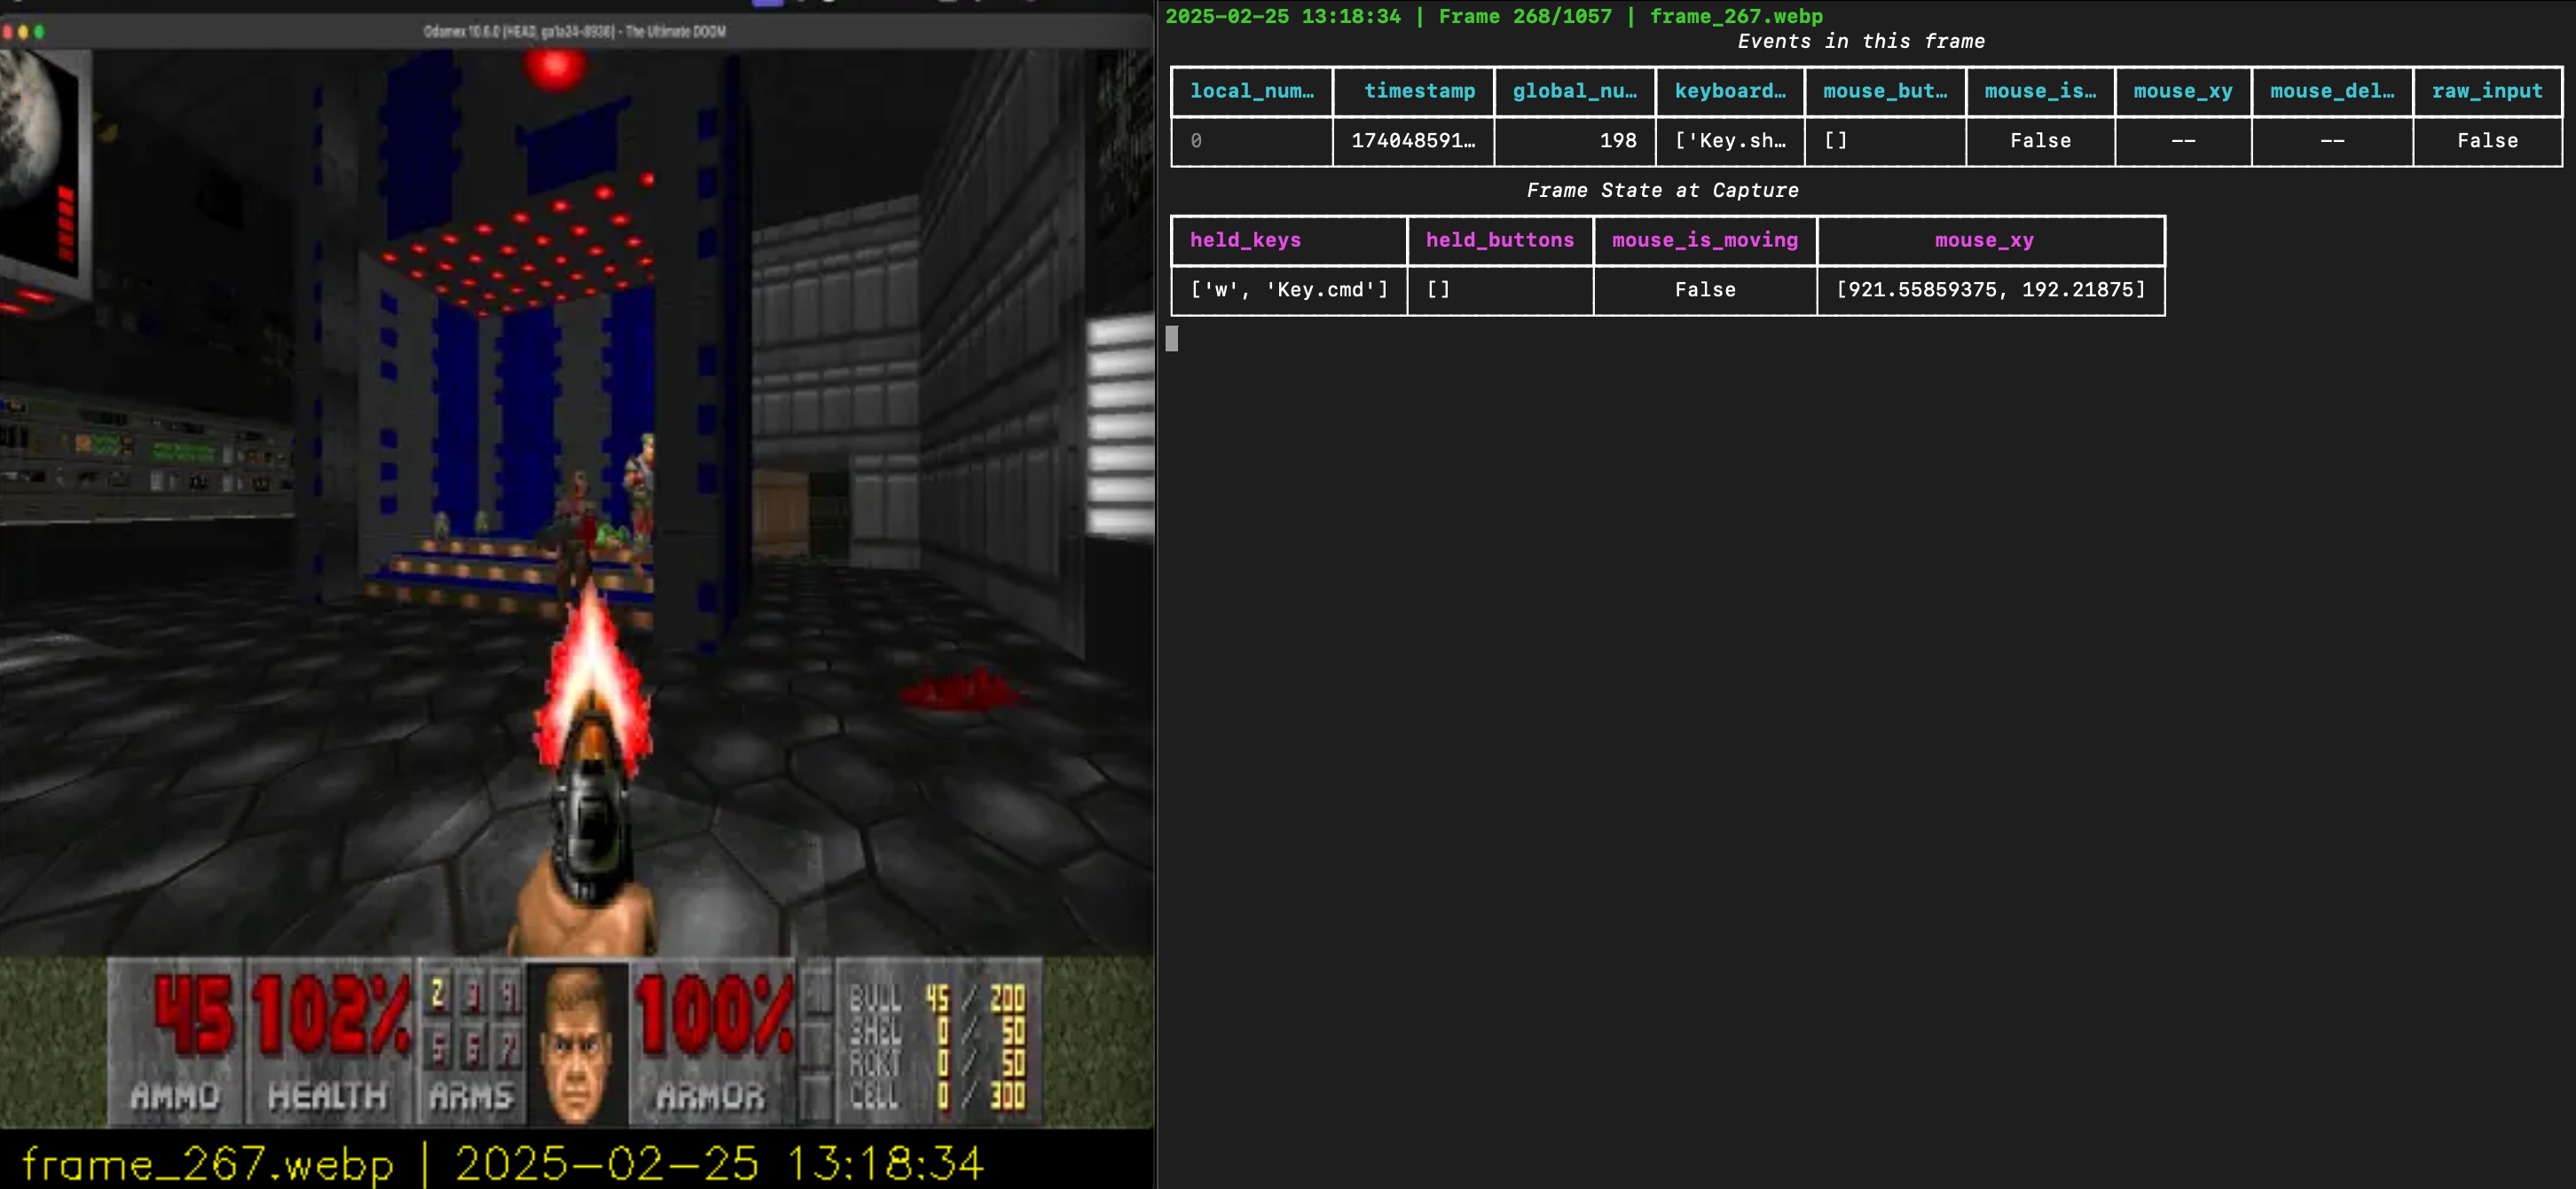 Odamex 10.6.0 [HEAD, ga1a24-8936] - The Ultimate DOOM
45 102% 2 3 4 100% BULL 45 / 200
5 6 7 SHEL 0 / 50
RCKT 0 / 50
AMMO HEALTH ARMS ARMOR CELL 0 / 300
frame_267.webp | 2025-02-25 13:18:34
2025-02-25 13:18:34 | Frame 268/1057 | frame_267.webp
Events in this frame
local_num… timestamp global_nu… keyboard… mouse_but… mouse_is… mouse_xy mouse_del… raw_input
0 174048591… 198 ['Key.sh… [] False -- -- False
Frame State at Capture
held_keys held_buttons mouse_is_moving mouse_xy
['w', 'Key.cmd'] [] False [921.55859375, 192.21875]